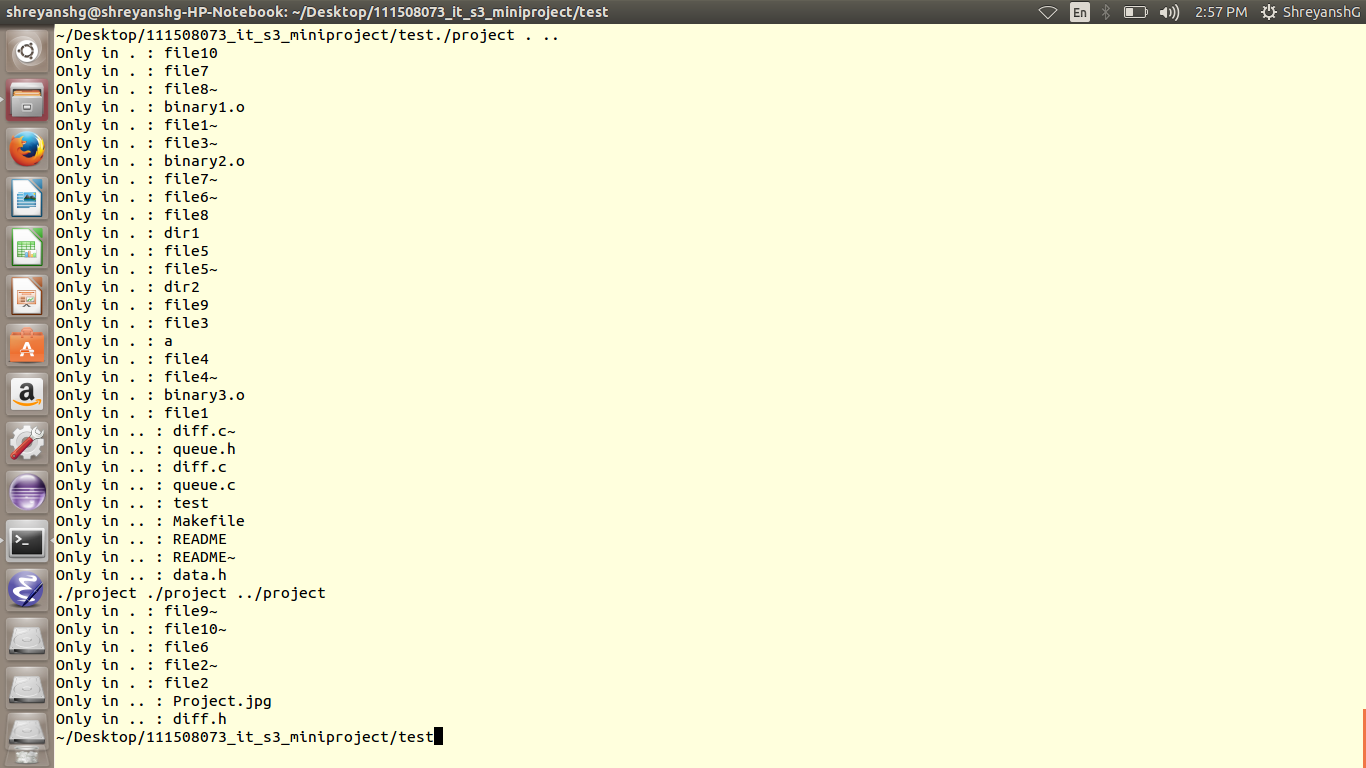 shreyanshg@shreyanshg-HP-Notebook: ~/Desktop/111508073_it_s3_miniproject/test En 2:57 PM ShreyanshG
~/Desktop/111508073_it_s3_miniproject/test./project . ..
Only in . : file10
Only in . : file7
Only in . : file8~
Only in . : binary1.o
Only in . : file1~
Only in . : file3~
Only in . : binary2.o
Only in . : file7~
Only in . : file6~
Only in . : file8
Only in . : dir1
Only in . : file5
Only in . : file5~
Only in . : dir2
Only in . : file9
Only in . : file3
Only in . : a
Only in . : file4
Only in . : file4~
Only in . : binary3.o
Only in . : file1
Only in .. : diff.c~
Only in .. : queue.h
Only in .. : diff.c
Only in .. : queue.c
Only in .. : test
Only in .. : Makefile
Only in .. : README
Only in .. : README~
Only in .. : data.h
./project ./project ../project
Only in . : file9~
Only in . : file10~
Only in . : file6
Only in . : file2~
Only in . : file2
Only in .. : Project.jpg
Only in .. : diff.h
~/Desktop/111508073_it_s3_miniproject/test